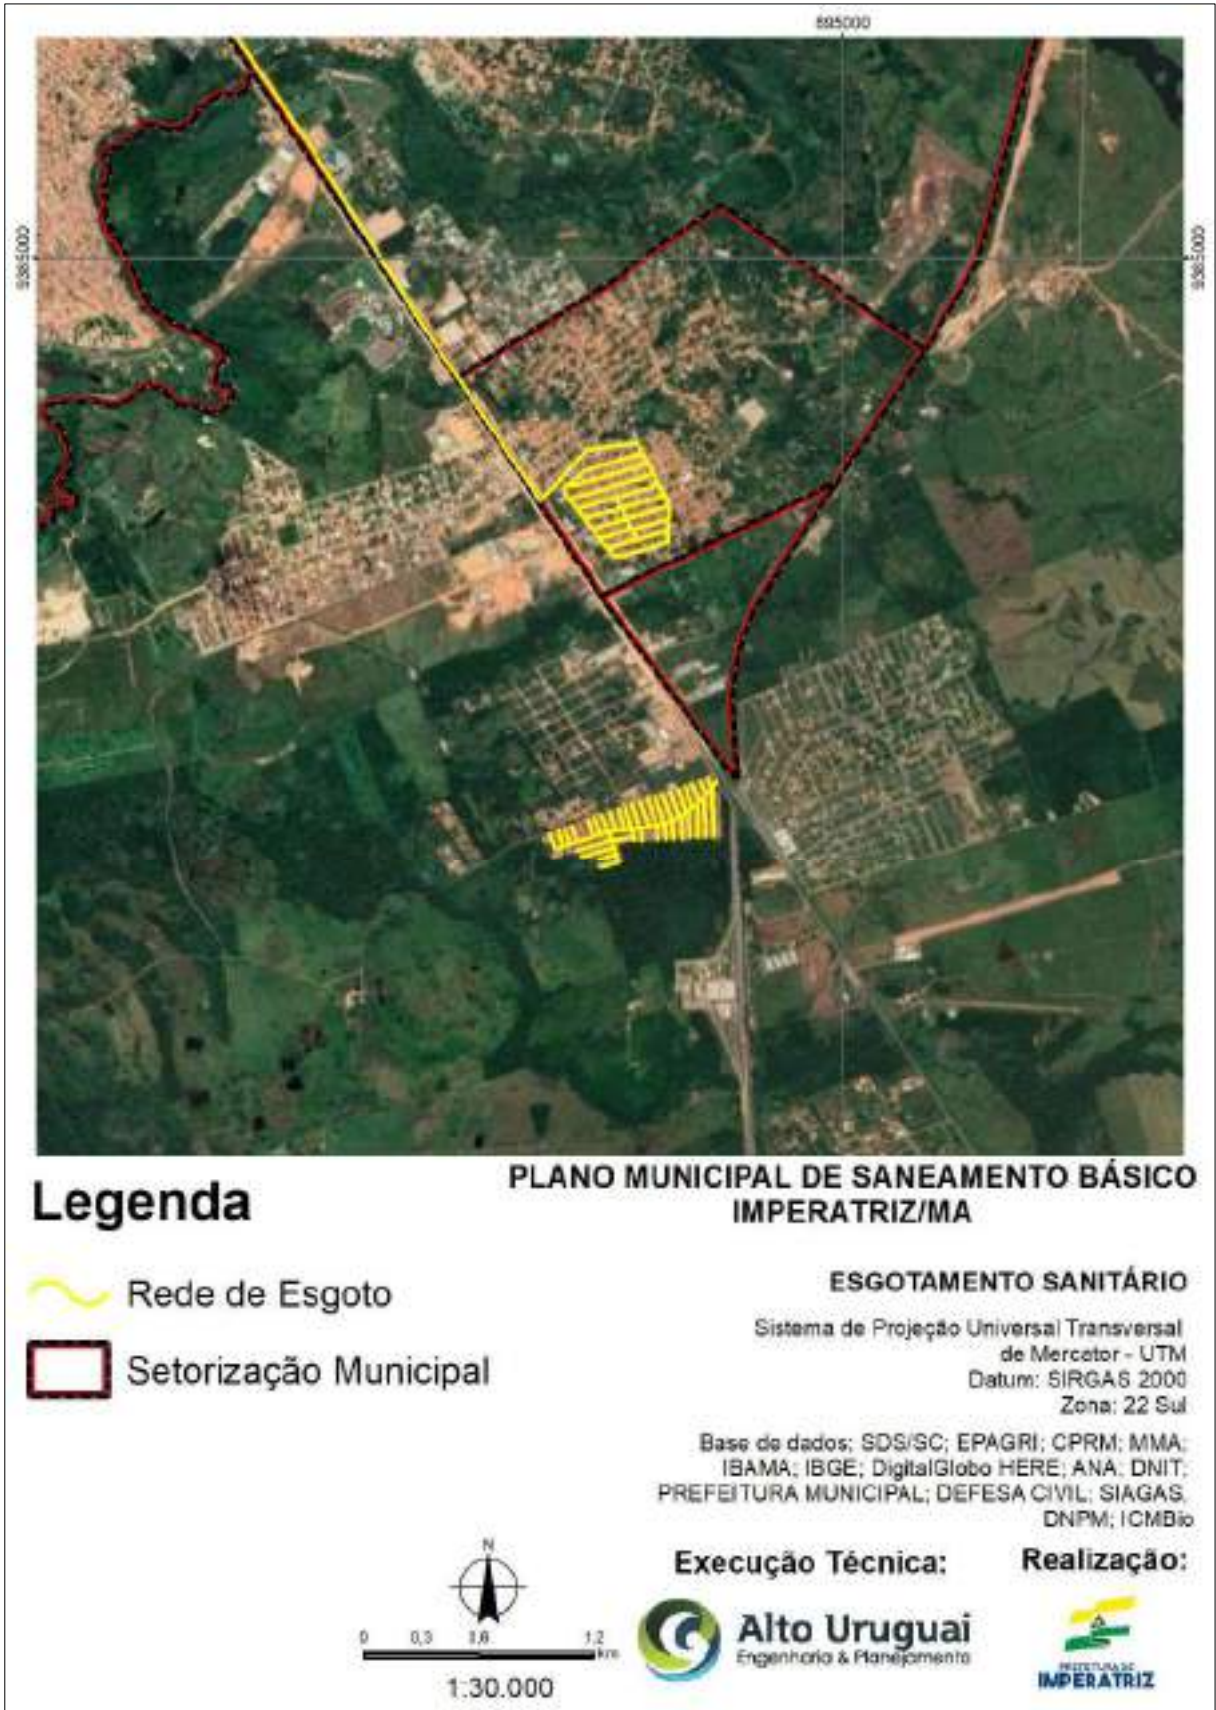 695000
9385000
9385000
PLANO MUNICIPAL DE SANEAMENTO BÁSICO
IMPERATRIZ/MA
Legenda
Rede de Esgoto
Setorização Municipal
ESGOTAMENTO SANITÁRIO
Sistema de Projeção Universal Transversal
de Mercator - UTM
Datum: SIRGAS 2000
Zona: 22 Sul
Base de dados: SDS/SC; EPAGRI; CPRM; MMA;
IBAMA; IBGE; DigitalGlobo HERE; ANA; DNIT;
PREFEITURA MUNICIPAL; DEFESA CIVIL; SIAGAS,
DNPM; ICMBio
N
0 0,3 0,6 1,2
km
1:30.000
Execução Técnica:
Alto Uruguai
Engenharia & Planejamento
Realização:
PREFEITURA DE
IMPERATRIZ